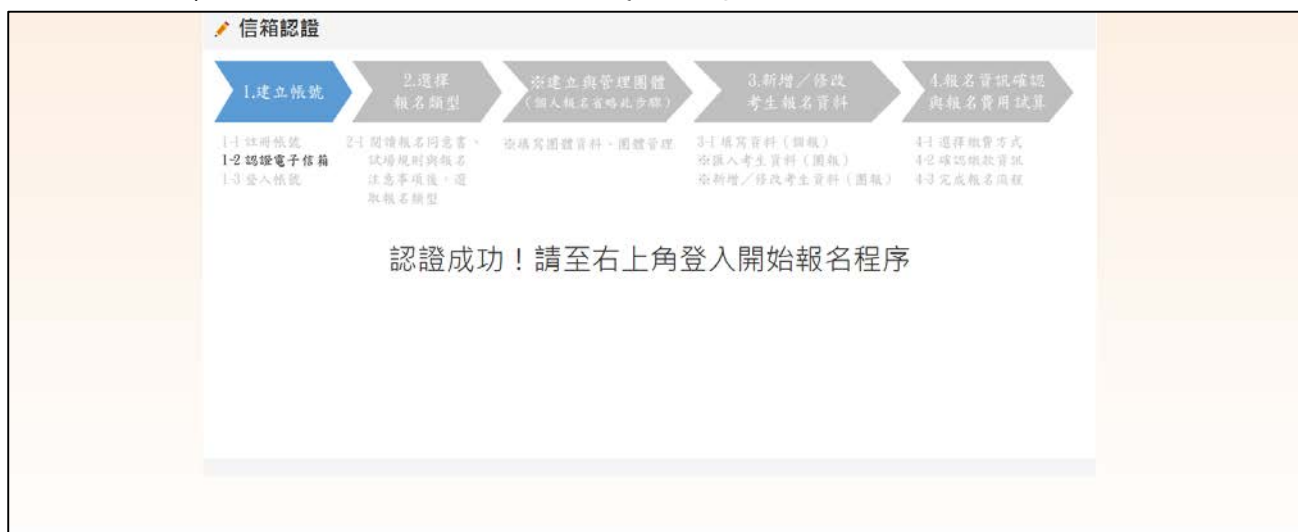 信箱認證
1.建立帳號
2.選擇
報名類型
※建立與管理團體
(個人報名省略此步驟)
3.新增／修改
考生報名資料
4.報名資訊確認
與報名費用試算
1-1 註冊帳號
1-2 認證電子信箱
1-3 登入帳號
2-1 閱讀報名同意書、
試場規則與報名
注意事項後，選
取報名類型
※填寫團體資料、團體管理
3-1 填寫資料（個報）
※匯入考生資料（團報）
※新增／修改考生資料（團報）
4-1 選擇繳費方式
4-2 確認繳款資訊
4-3 完成報名流程
認證成功！請至右上角登入開始報名程序